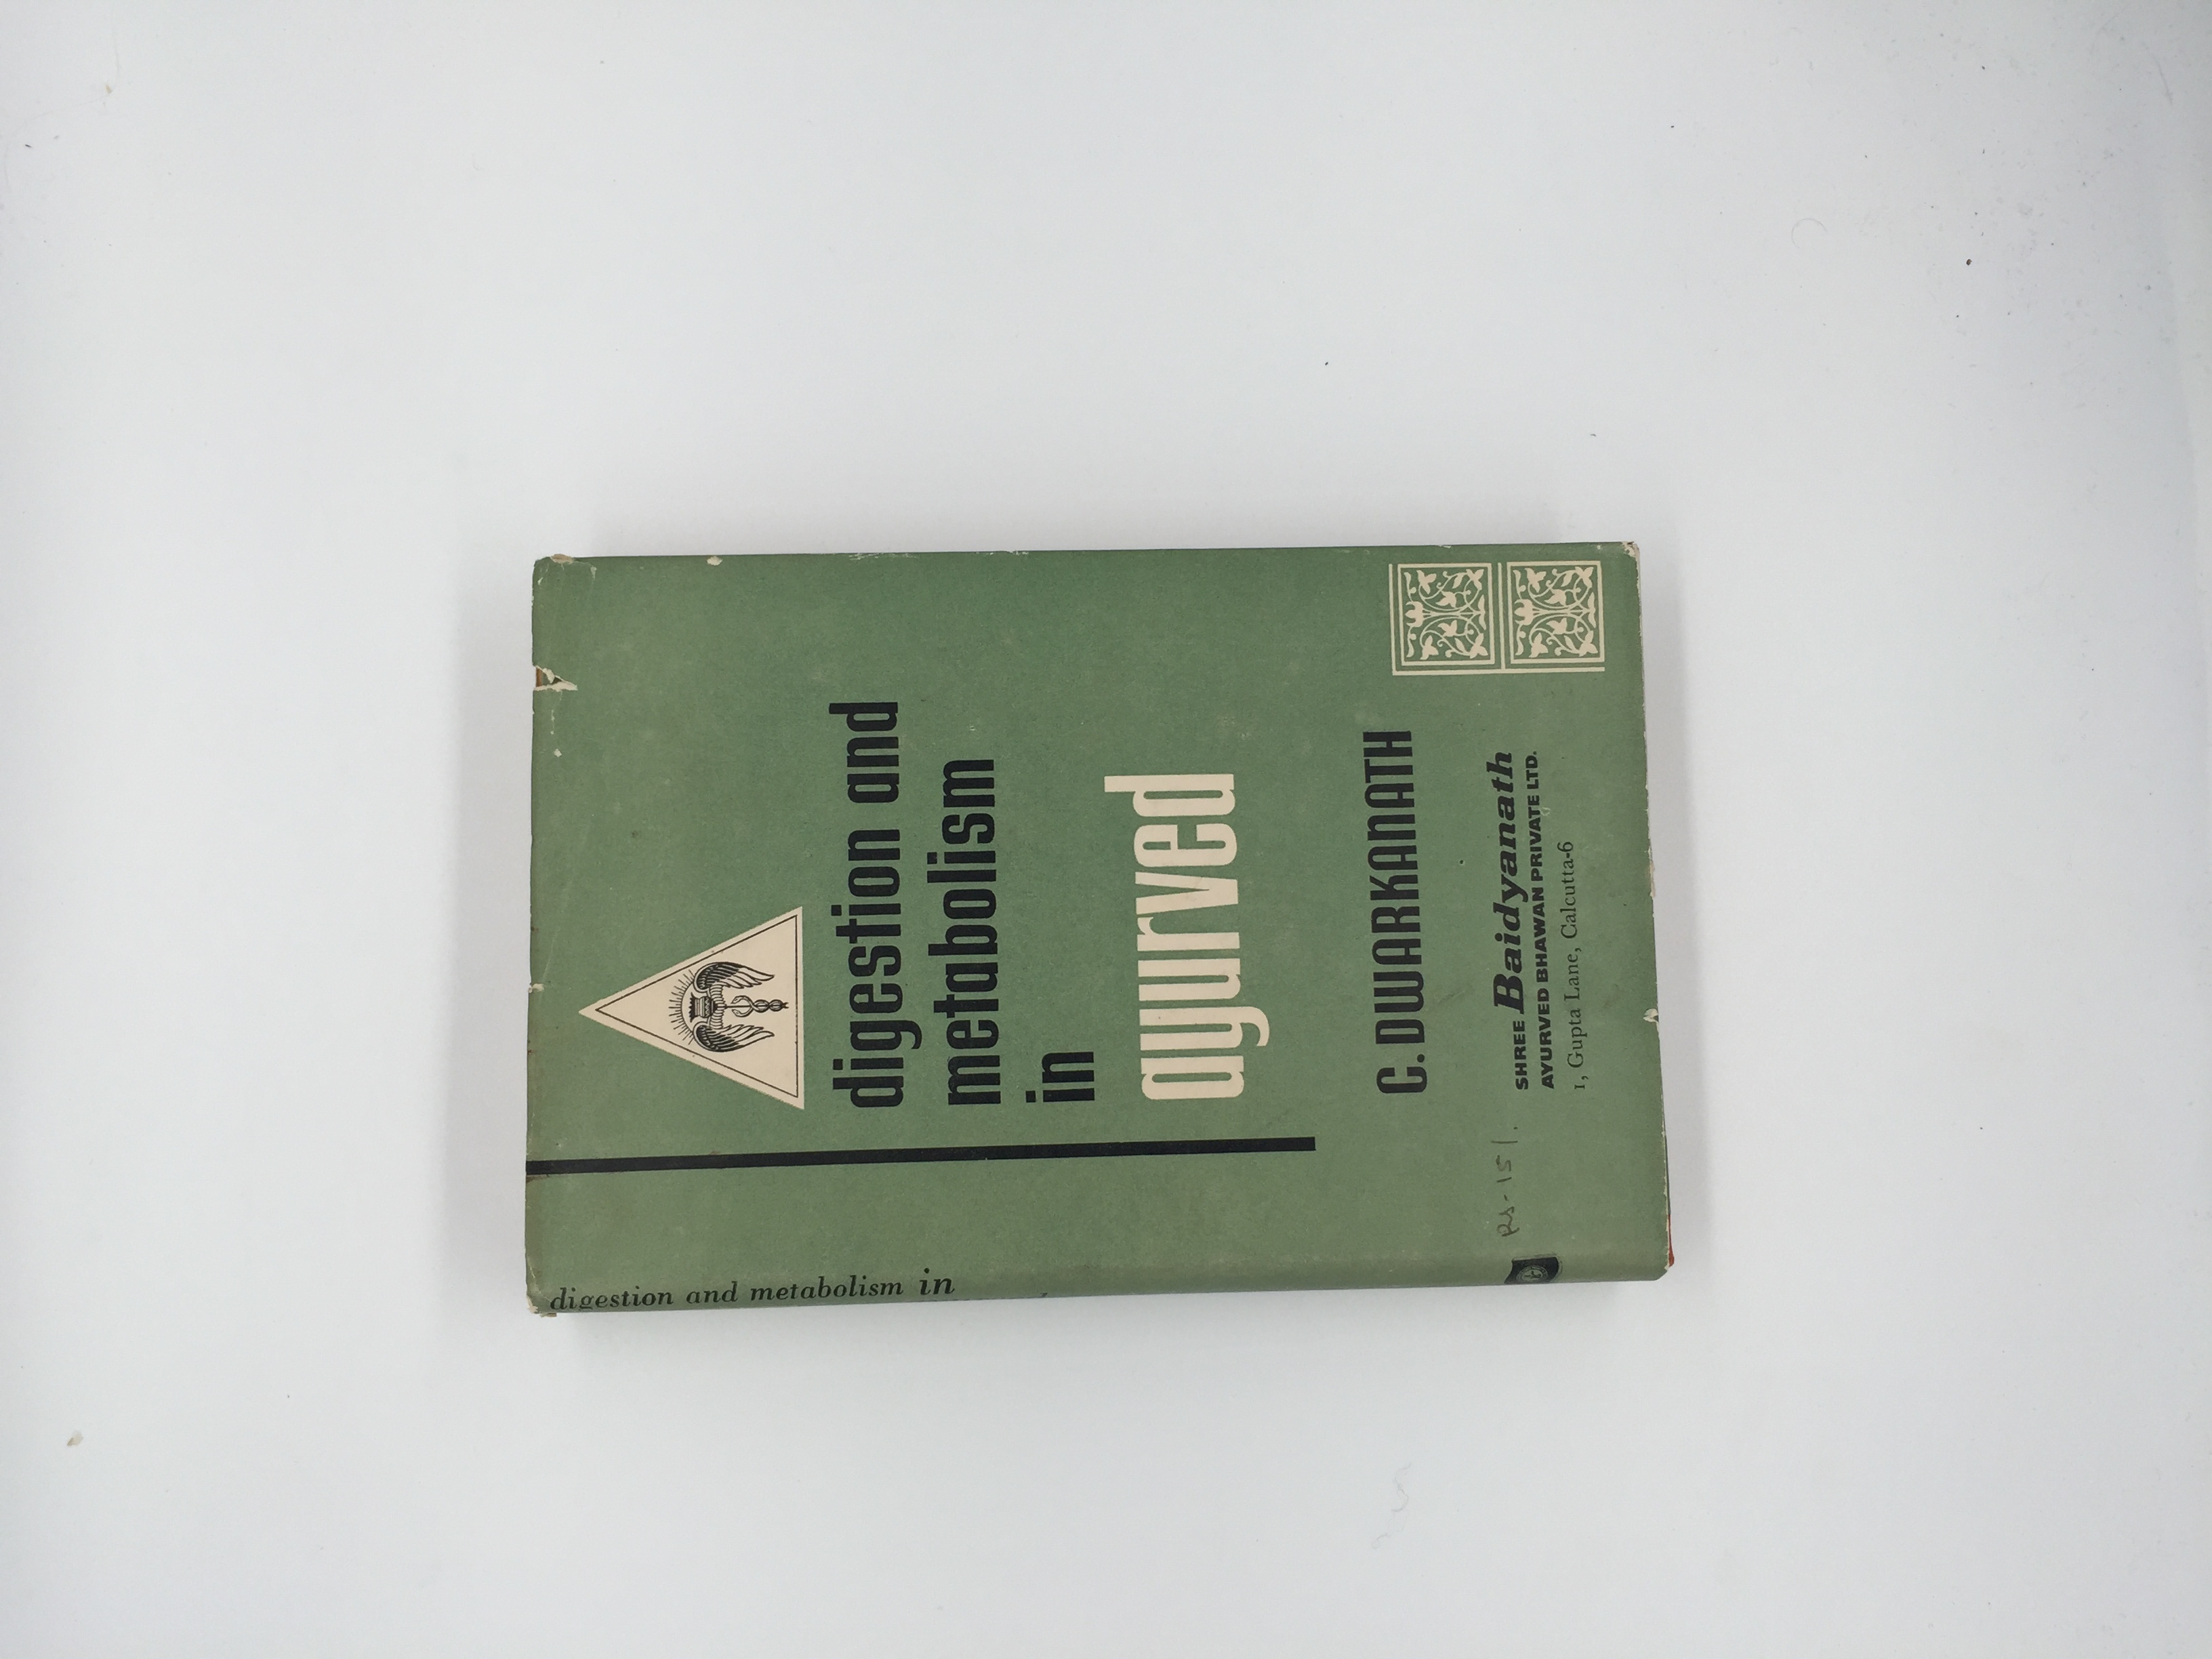 digestion and
metabolism
in
ayurved
C. DWARKANATH
SHREE Baidyanath
AYURVED BHAWAN PRIVATE LTD.
1, Gupta Lane, Calcutta-6
Rs-15/.
digestion and metabolism in